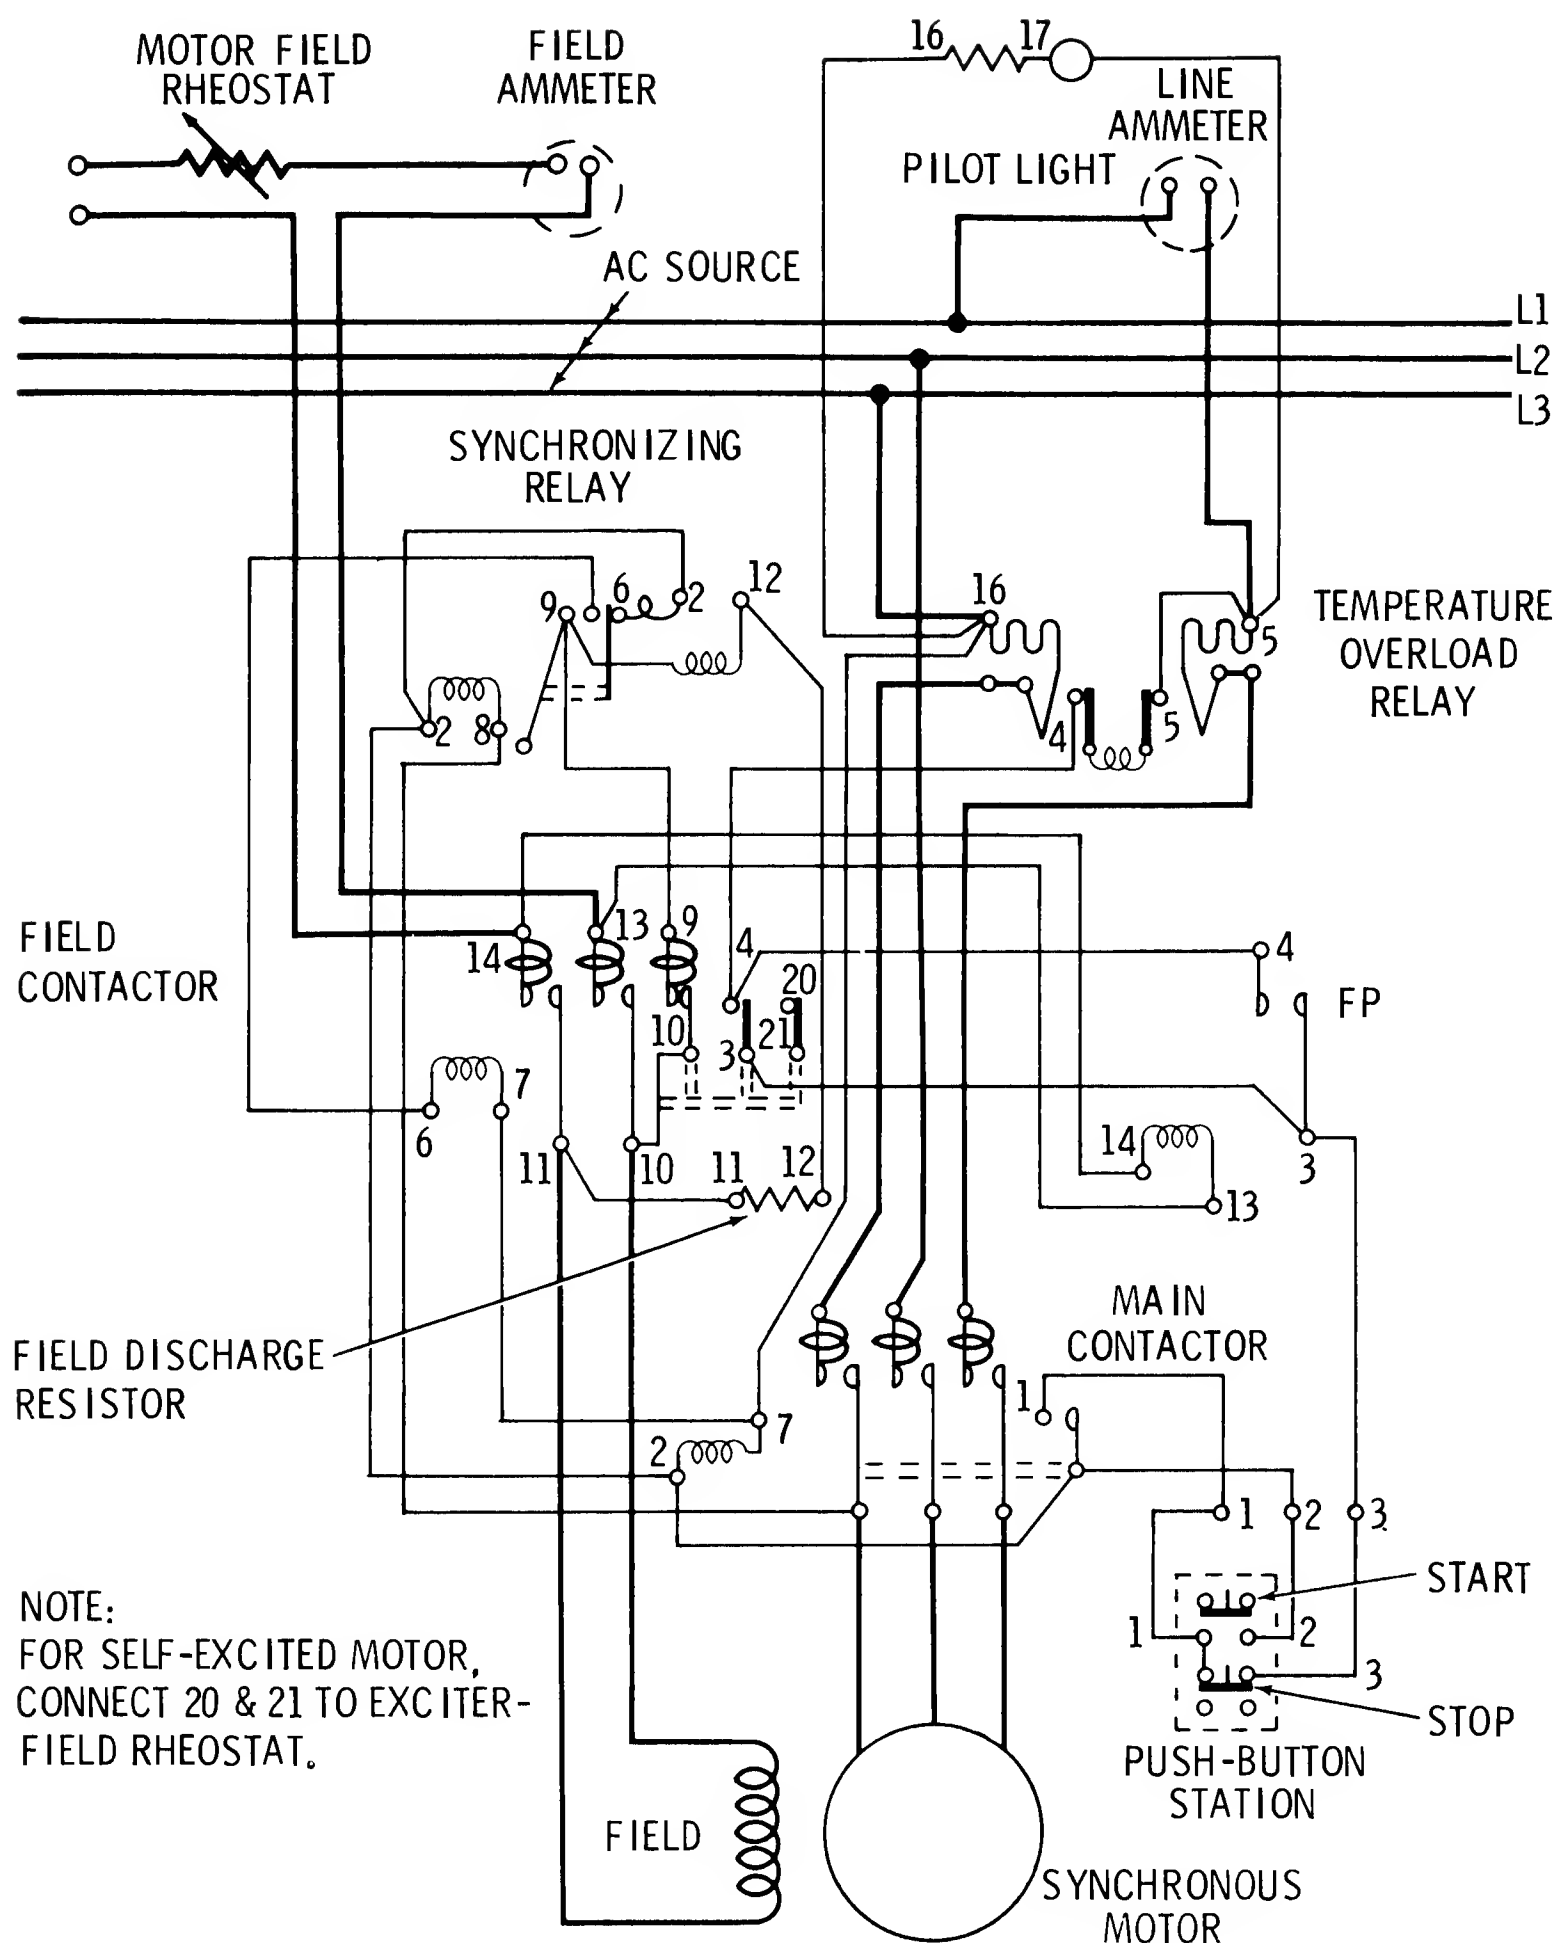 MOTOR FIELD
RHEOSTAT
FIELD
AMMETER
16
17
LINE
AMMETER
PILOT LIGHT
AC SOURCE
L1
L2
L3
SYNCHRONIZING
RELAY
9
6
2
12
16
5
TEMPERATURE
OVERLOAD
RELAY
2
8
4
5
FIELD
CONTACTOR
14
13
9
4
20
10
3
21
4
FP
7
6
11
10
11
12
14
13
3
FIELD DISCHARGE
RESISTOR
MAIN
CONTACTOR
1
7
2
1
2
3
START
1
2
3
STOP
PUSH-BUTTON
STATION
NOTE:
FOR SELF-EXCITED MOTOR,
CONNECT 20 & 21 TO EXCITER-
FIELD RHEOSTAT.
FIELD
SYNCHRONOUS
MOTOR